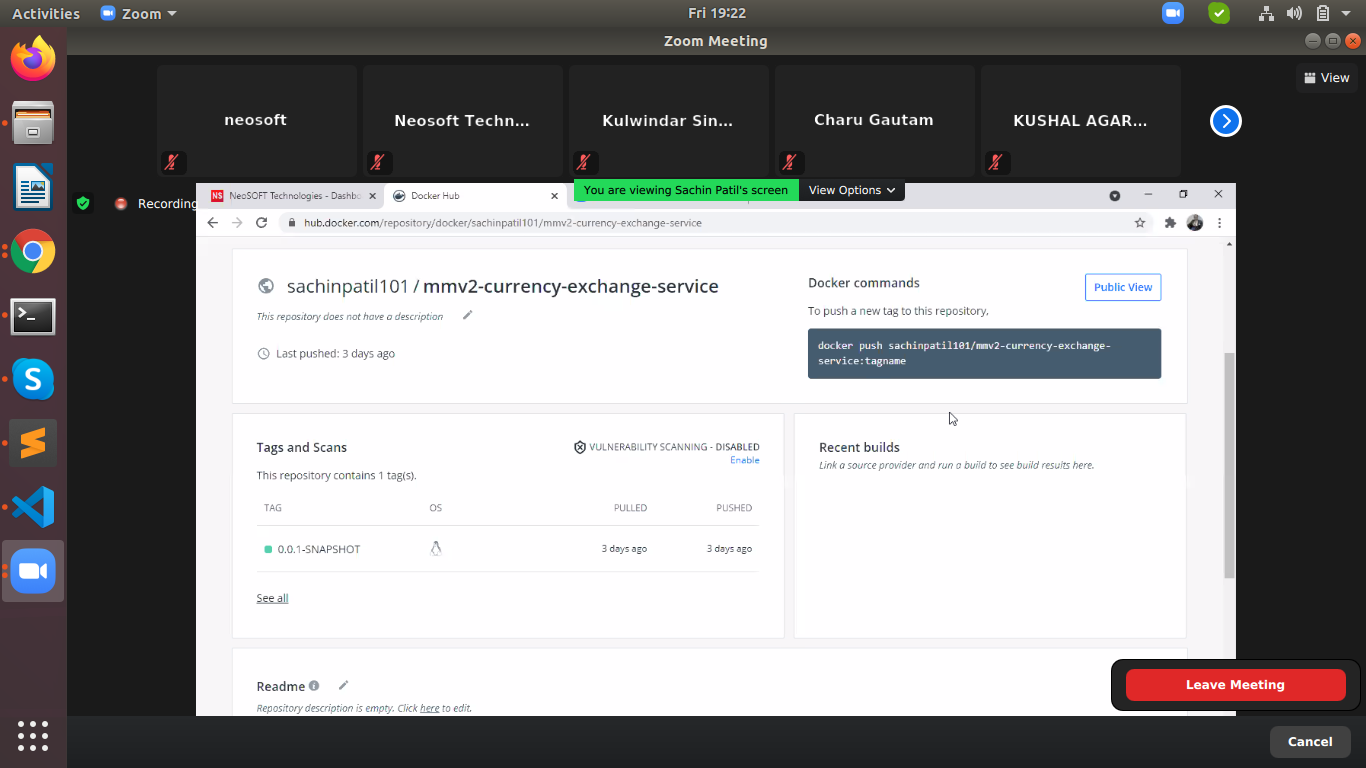 Activities
Zoom
Fri 19:22
Zoom Meeting
neosoft
Neosoft Techn...
Kulwindar Sin...
Charu Gautam
KUSHAL AGAR...
View
Recording
NeoSOFT Technologies - Dashbo
Docker Hub
You are viewing Sachin Patil's screen
View Options
hub.docker.com/repository/docker/sachinpatil101/mmv2-currency-exchange-service
sachinpatil101 / mmv2-currency-exchange-service
This repository does not have a description
Last pushed: 3 days ago
Docker commands
Public View
To push a new tag to this repository,
docker push sachinpatil101/mmv2-currency-exchange-
service:tagname
Tags and Scans
VULNERABILITY SCANNING - DISABLED
Enable
This repository contains 1 tag(s).
TAG OS PULLED PUSHED
0.0.1-SNAPSHOT 3 days ago 3 days ago
See all
Recent builds
Link a source provider and run a build to see build results here.
Readme
Repository description is empty. Click here to edit.
Leave Meeting
Cancel